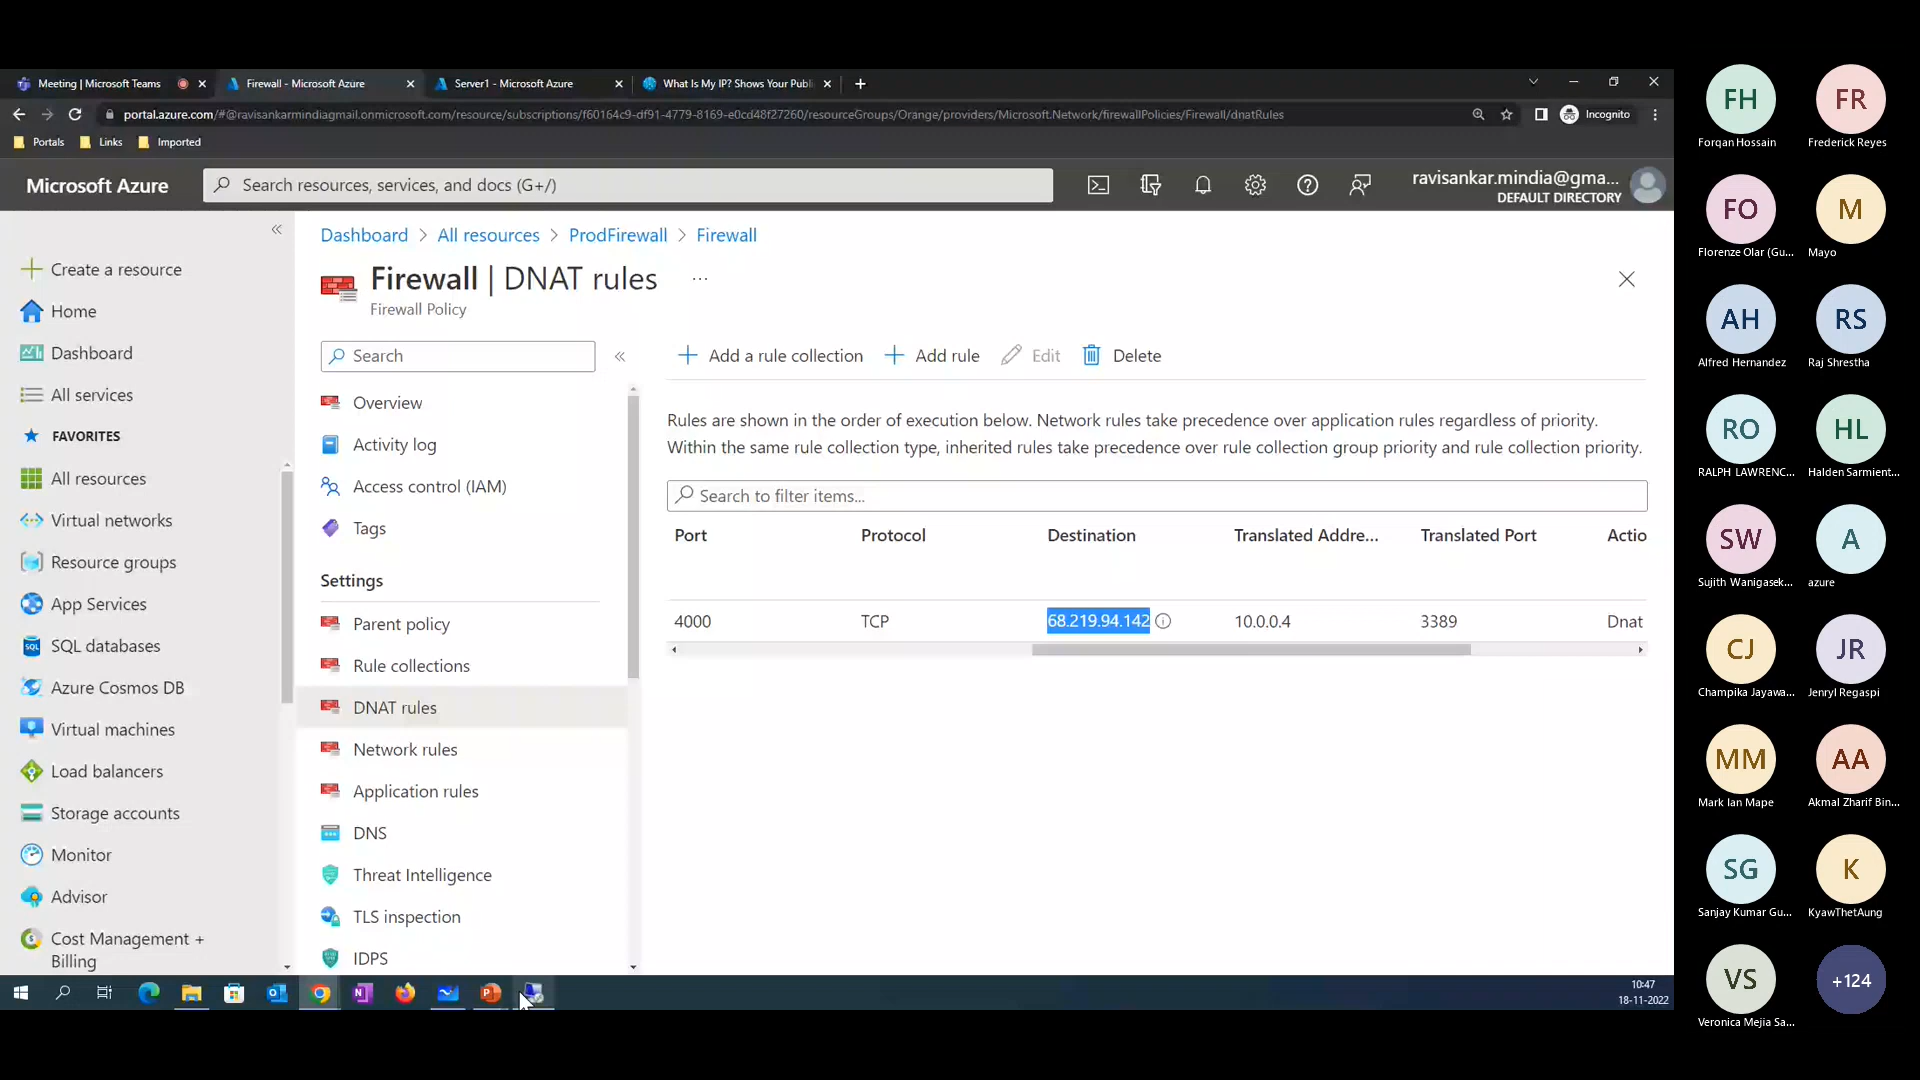 Meeting | Microsoft Teams
Firewall - Microsoft Azure
Server1 - Microsoft Azure
What Is My IP? Shows Your Publi
portal.azure.com/#@ravisankarmindiagmail.onmicrosoft.com/resource/subscriptions/f60164c9-df91-4779-8169-e0cd48f27260/resourceGroups/Orange/providers/Microsoft.Network/firewallPolicies/Firewall/dnatRules
Incognito
Portals
Links
Imported
Microsoft Azure
Search resources, services, and docs (G+/)
ravisankar.mindia@gma...
DEFAULT DIRECTORY
Create a resource
Home
Dashboard
All services
FAVORITES
All resources
Virtual networks
Resource groups
App Services
SQL databases
Azure Cosmos DB
Virtual machines
Load balancers
Storage accounts
Monitor
Advisor
Cost Management +
Billing
Dashboard > All resources > ProdFirewall > Firewall
Firewall | DNAT rules ...
Firewall Policy
Search
Overview
Activity log
Access control (IAM)
Tags
Settings
Parent policy
Rule collections
DNAT rules
Network rules
Application rules
DNS
Threat Intelligence
TLS inspection
IDPS
Add a rule collection
Add rule
Edit
Delete
Rules are shown in the order of execution below. Network rules take precedence over application rules regardless of priority.
Within the same rule collection type, inherited rules take precedence over rule collection group priority and rule collection priority.
Search to filter items...
Port Protocol Destination Translated Addre... Translated Port Actio
4000 TCP 68.219.94.142 10.0.0.4 3389 Dnat
10:47
18-11-2022
FH
Forqan Hossain
FR
Frederick Reyes
FO
Florenze Olar (Gu...
M
Mayo
AH
Alfred Hernandez
RS
Raj Shrestha
RO
RALPH LAWRENC...
HL
Halden Sarmient...
SW
Sujith Wanigasek...
A
azure
CJ
Champika Jayawa...
JR
Jenryl Regaspi
MM
Mark Ian Mape
AA
Akmal Zharif Bin...
SG
Sanjay Kumar Gu...
K
KyawThetAung
VS
Veronica Mejia Sa...
+124